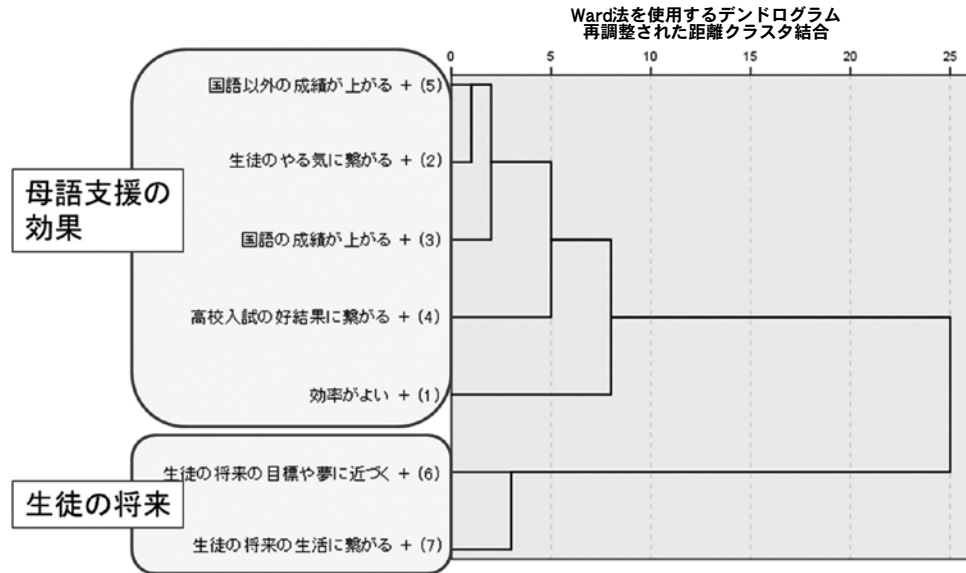 Ward法を使用するデンドログラム
再調整された距離クラスタ結合
0 5 10 15 20 25
国語以外の成績が上がる + (5)
生徒のやる気に繋がる + (2)
母語支援の
効果
国語の成績が上がる + (3)
高校入試の好結果に繋がる + (4)
効率がよい + (1)
生徒の将来の目標や夢に近づく + (6)
生徒の将来
生徒の将来の生活に繋がる + (7)